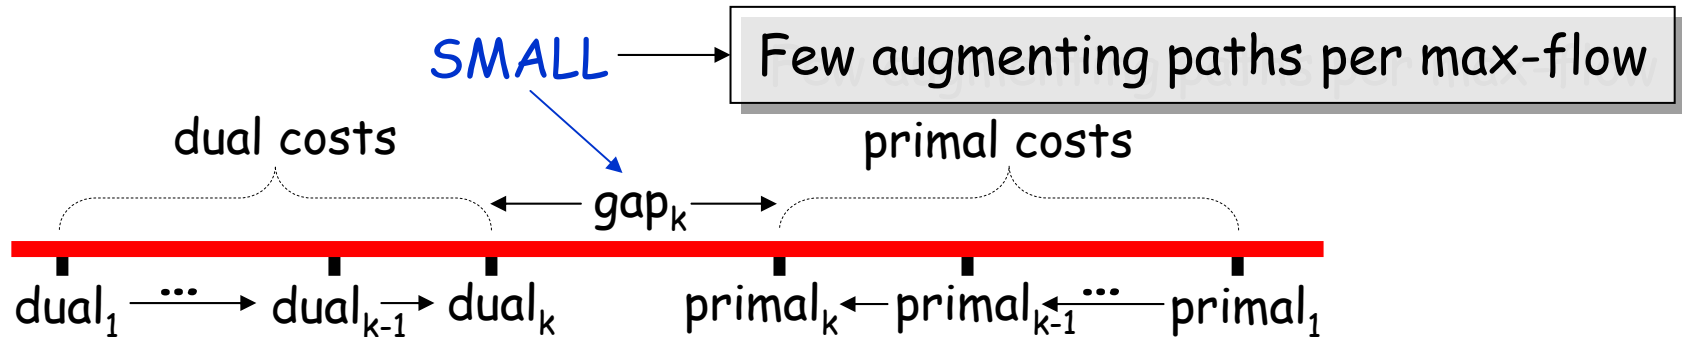 SMALL Few augmenting paths per max-flow
dual costs primal costs
gapₖ
dual₁ ... dualₖ₋₁ dualₖ primalₖ primalₖ₋₁ ... primal₁